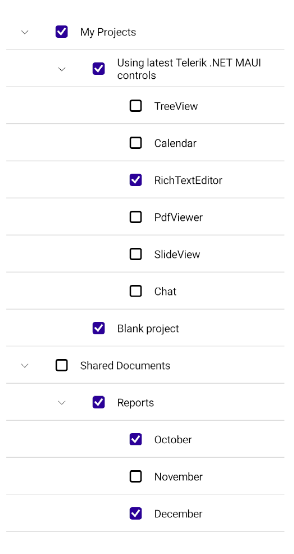 My Projects
Using latest Telerik .NET MAUI
controls
TreeView
Calendar
RichTextEditor
PdfViewer
SlideView
Chat
Blank project
Shared Documents
Reports
October
November
December